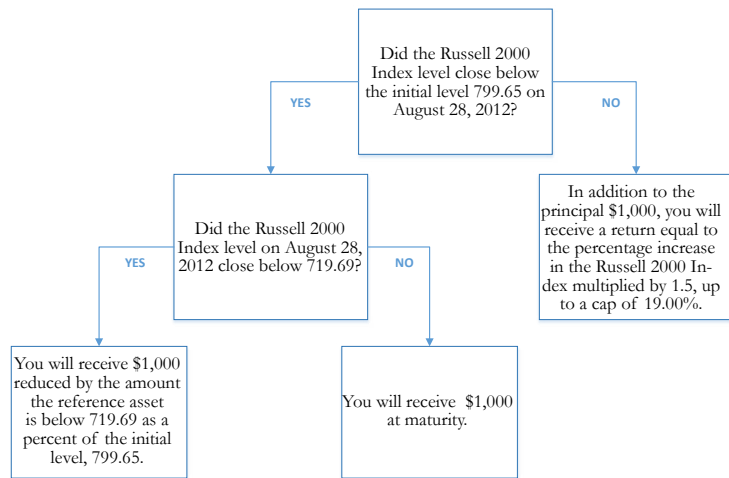 Did the Russell 2000
Index level close below
the initial level 799.65 on
August 28, 2012?
YES
NO
Did the Russell 2000
Index level on August 28,
2012 close below 719.69?
In addition to the
principal $1,000, you will
receive a return equal to
the percentage increase
in the Russell 2000 In-
dex multiplied by 1.5, up
to a cap of 19.00%.
YES
NO
You will receive $1,000
reduced by the amount
the reference asset
is below 719.69 as a
percent of the initial
level, 799.65.
You will receive $1,000
at maturity.